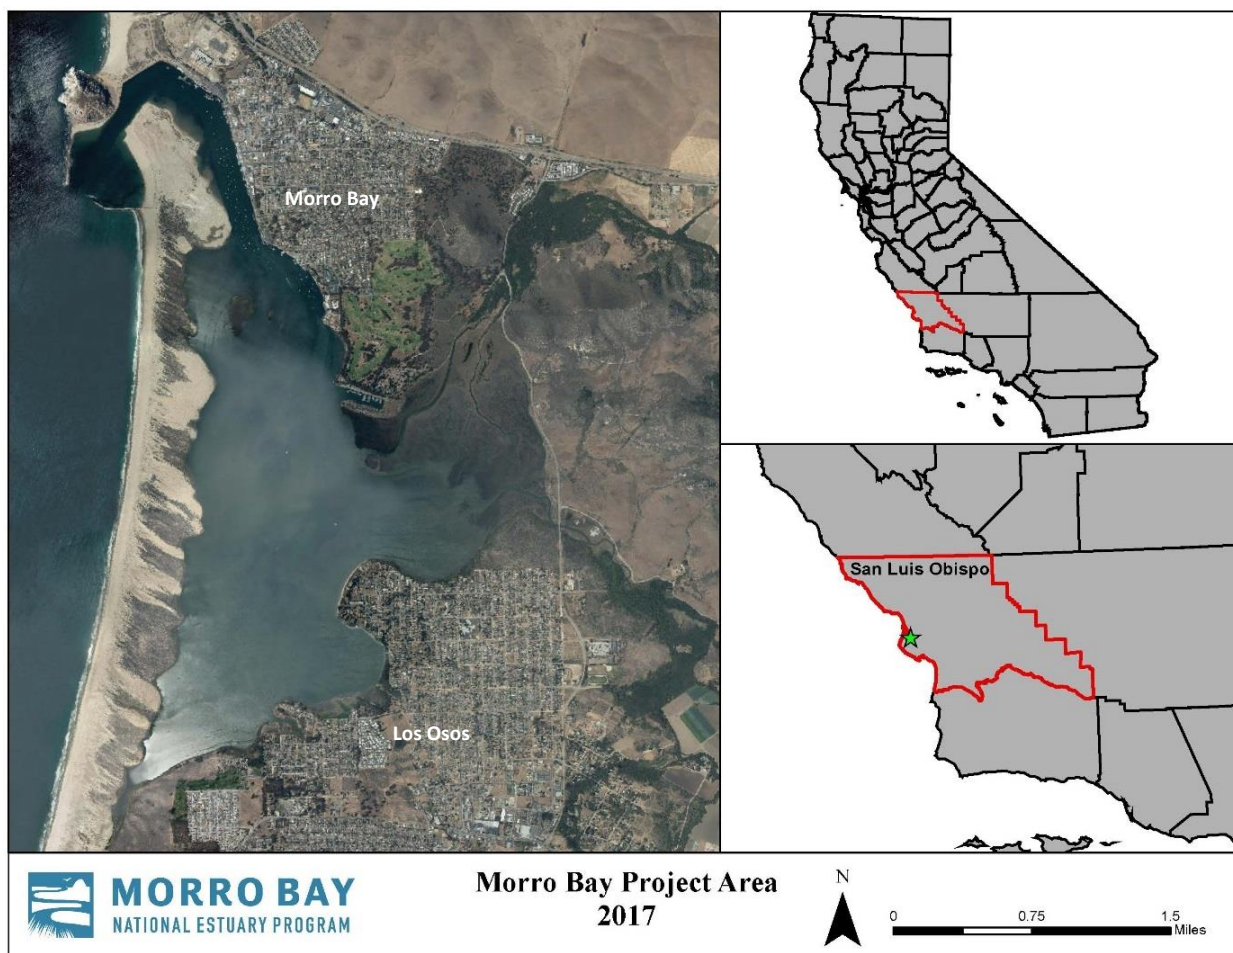 Morro Bay
Los Osos
San Luis Obispo
MORRO BAY
NATIONAL ESTUARY PROGRAM
Morro Bay Project Area
2017
N
0 0.75 1.5
Miles